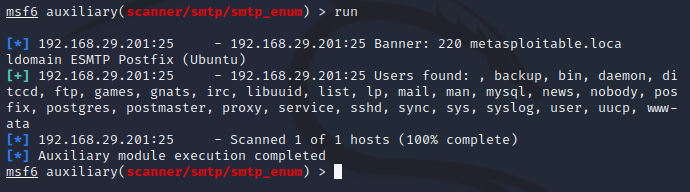 msf6 auxiliary(scanner/smtp/smtp_enum) > run
[*] 192.168.29.201:25     - 192.168.29.201:25 Banner: 220 metasploitable.loca
ldomain ESMTP Postfix (Ubuntu)
[+] 192.168.29.201:25     - 192.168.29.201:25 Users found: , backup, bin, daemon, di
tccd, ftp, games, gnats, irc, libuuid, list, lp, mail, man, mysql, news, nobody, pos
fix, postgres, postmaster, proxy, service, sshd, sync, sys, syslog, user, uucp, www-
ata
[*] 192.168.29.201:25     - Scanned 1 of 1 hosts (100% complete)
[*] Auxiliary module execution completed
msf6 auxiliary(scanner/smtp/smtp_enum) >